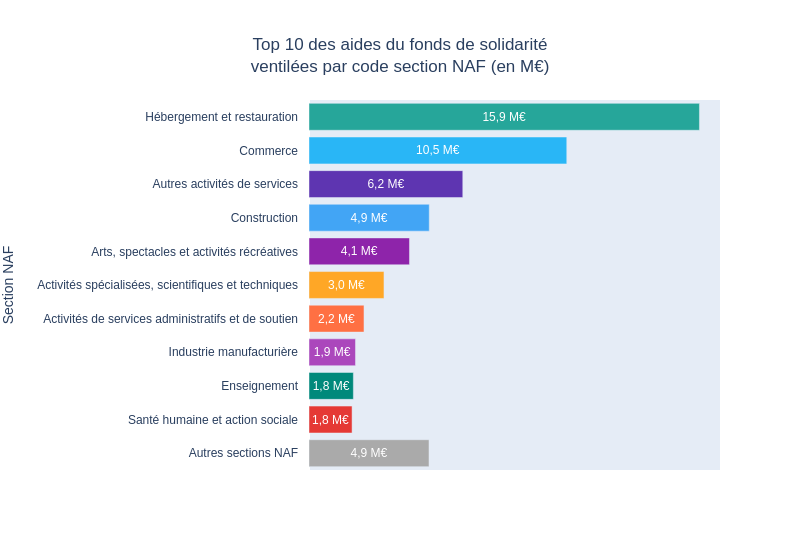 Top 10 des aides du fonds de solidarité
ventilées par code section NAF (en M€)
Section NAF
Hébergement et restauration 15,9 M€
Commerce 10,5 M€
Autres activités de services 6,2 M€
Construction 4,9 M€
Arts, spectacles et activités récréatives 4,1 M€
Activités spécialisées, scientifiques et techniques 3,0 M€
Activités de services administratifs et de soutien 2,2 M€
Industrie manufacturière 1,9 M€
Enseignement 1,8 M€
Santé humaine et action sociale 1,8 M€
Autres sections NAF 4,9 M€